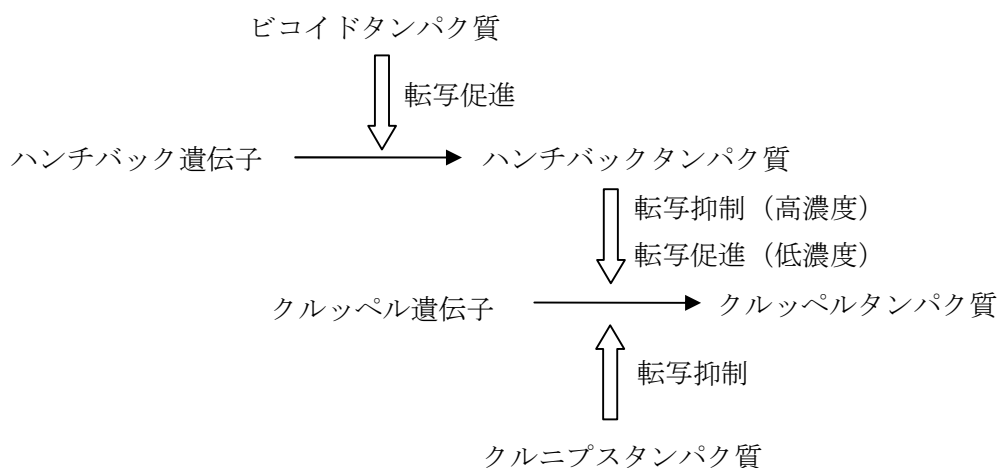 ビコイドタンパク質
転写促進
ハンチバック遺伝子 ハンチバックタンパク質
転写抑制（高濃度）
転写促進（低濃度）
クルッペル遺伝子 クルッペルタンパク質
転写抑制
クルニプスタンパク質